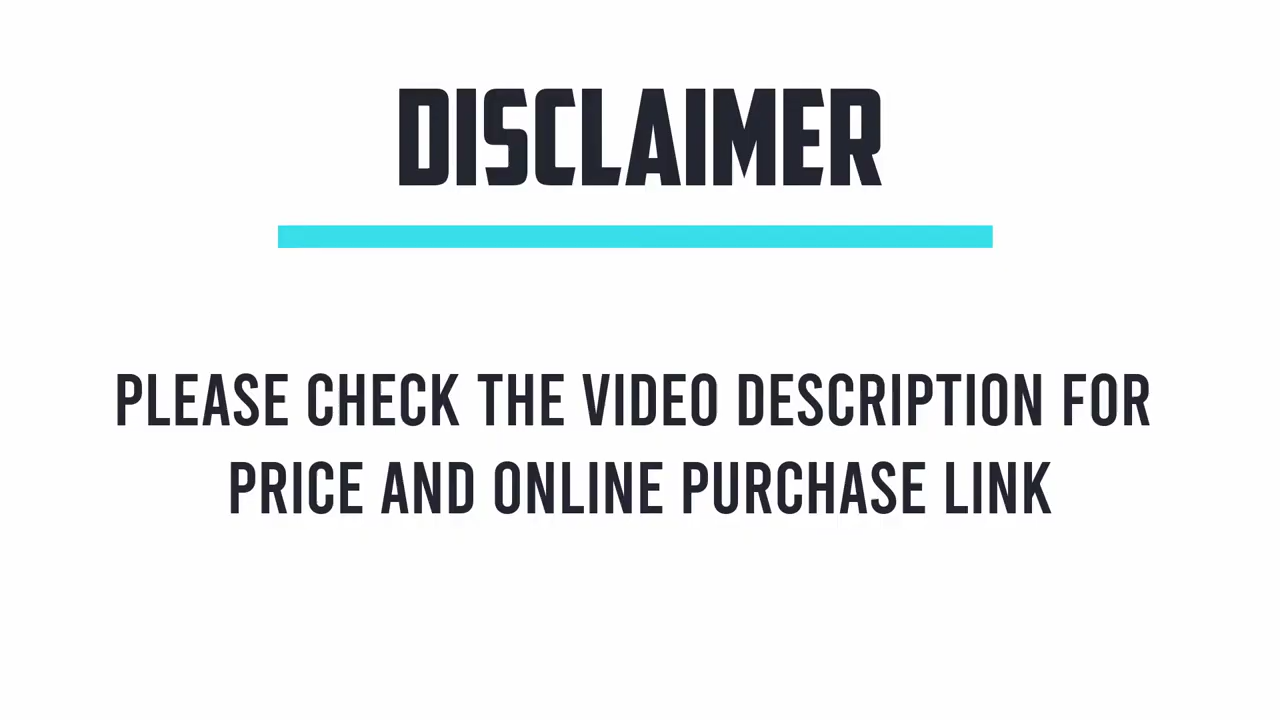 DISCLAIMER
PLEASE CHECK THE VIDEO DESCRIPTION FOR
PRICE AND ONLINE PURCHASE LINK